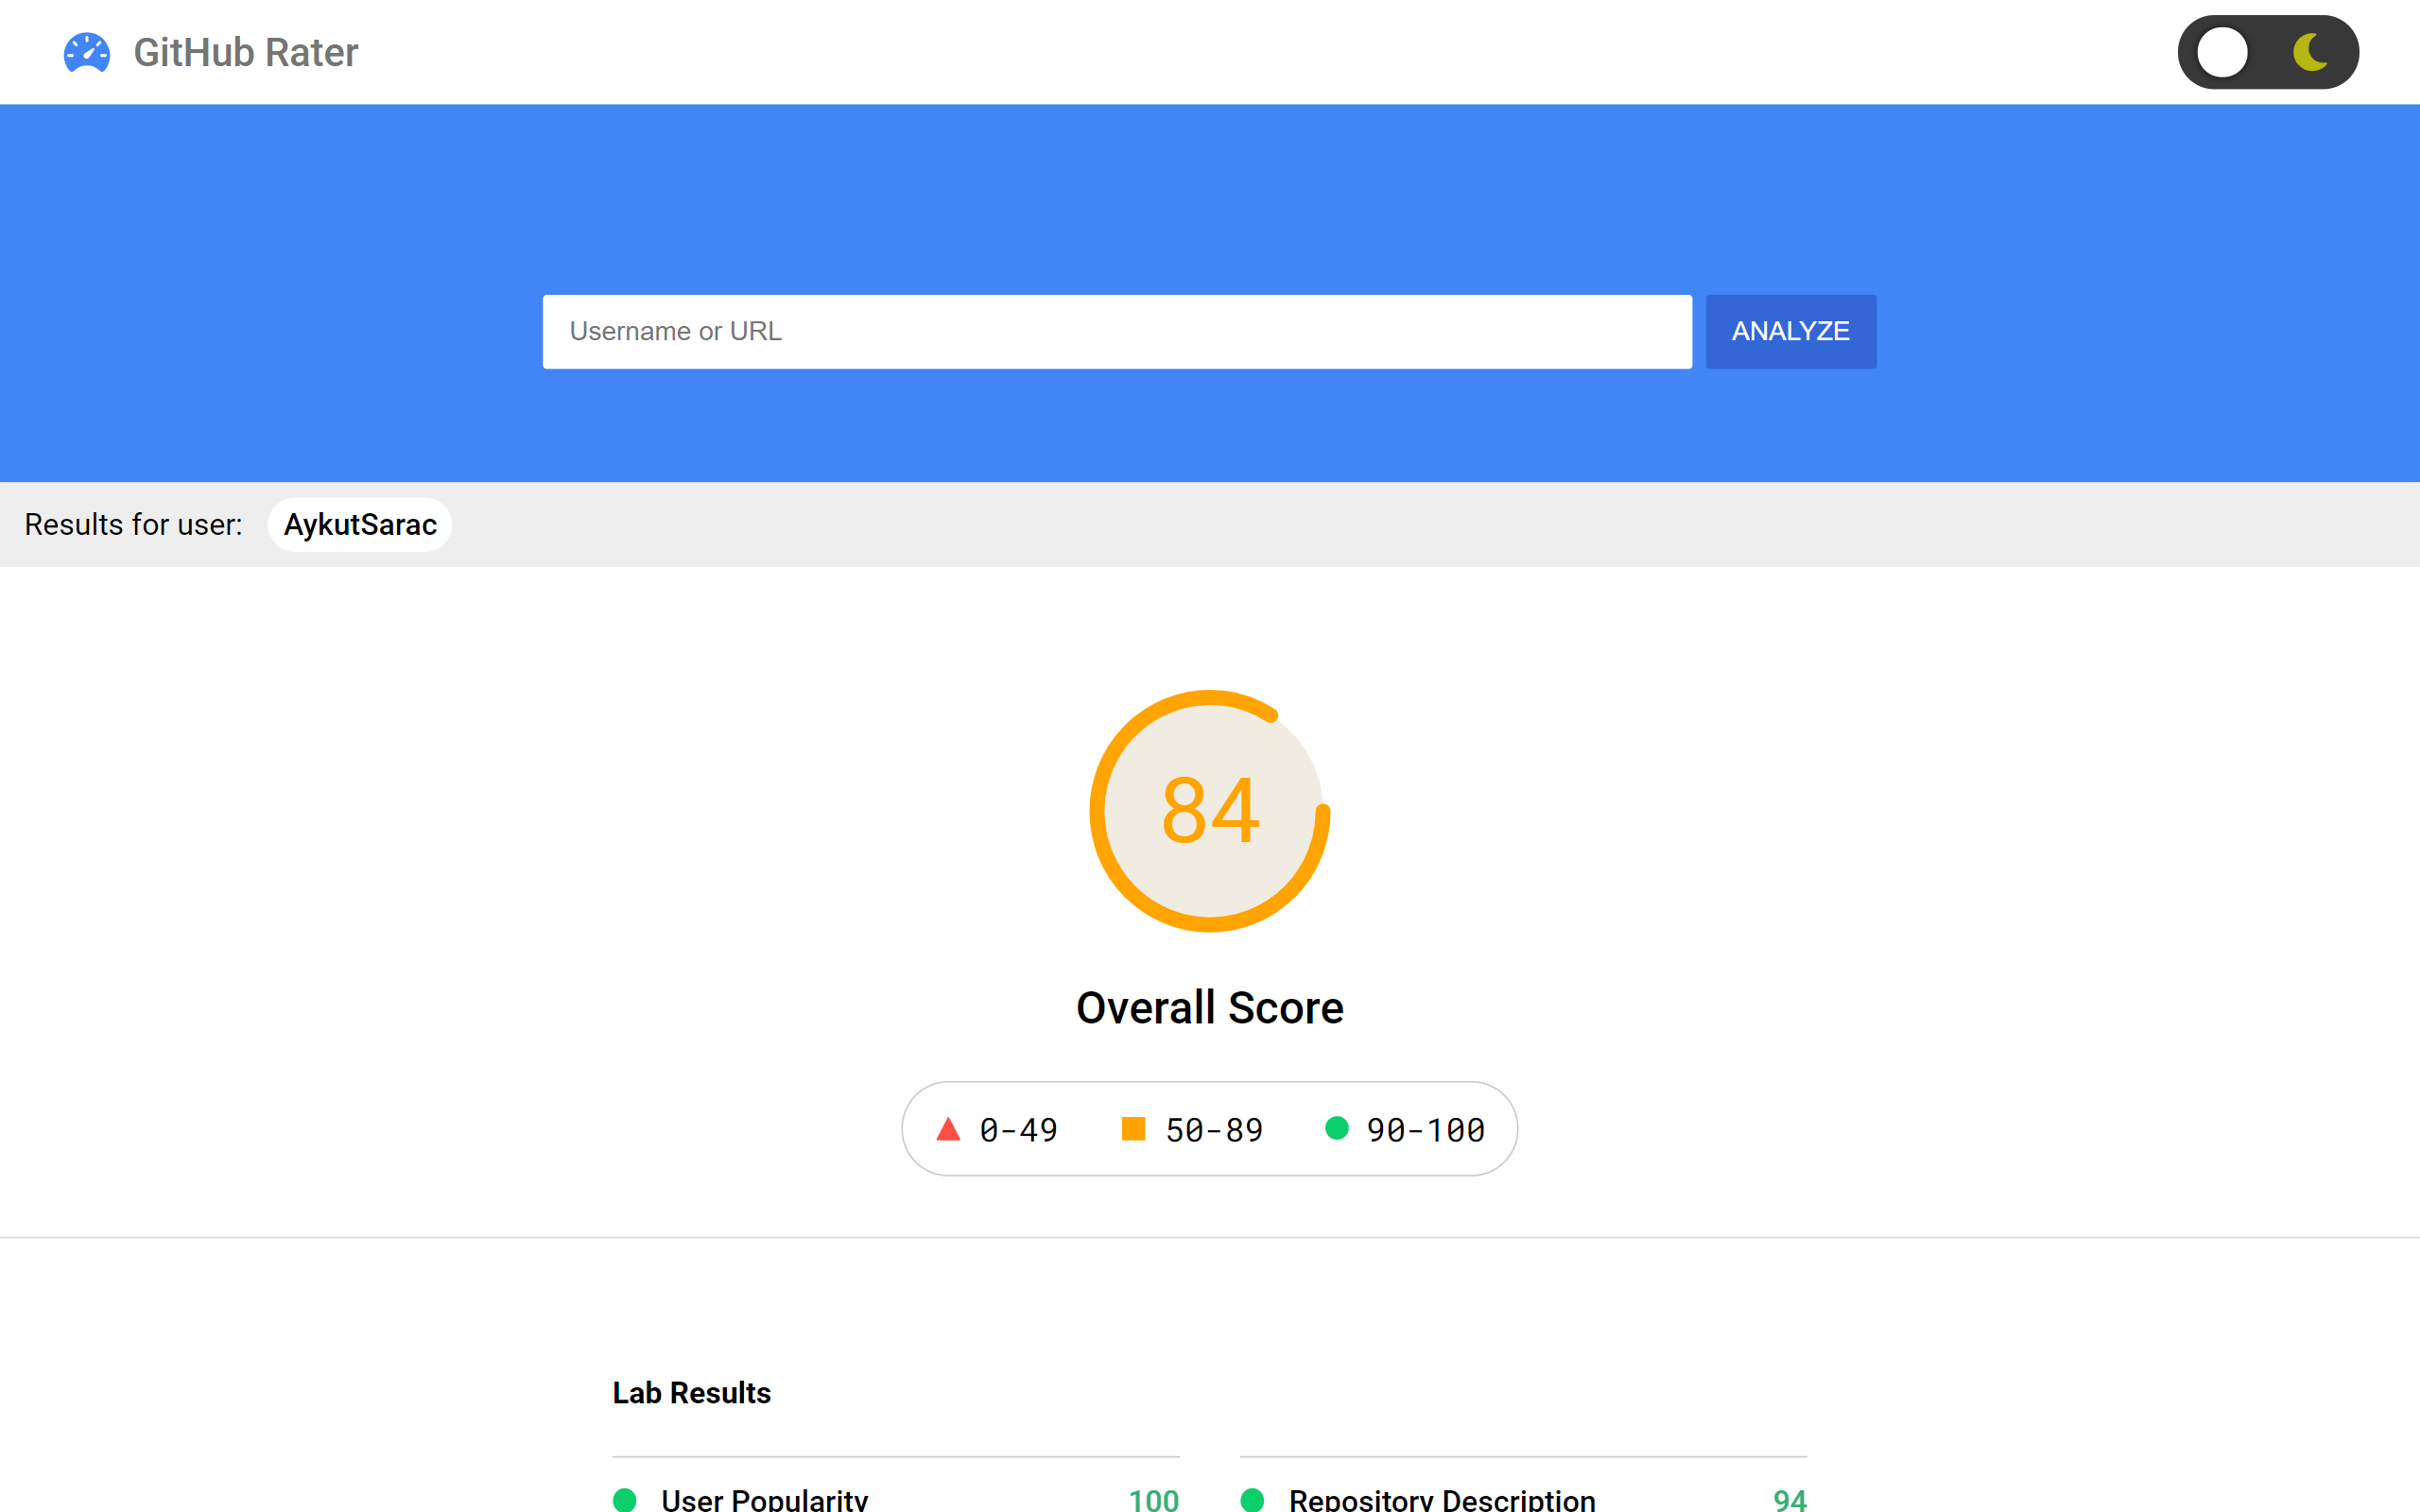 GitHub Rater
Username or URL
ANALYZE
Results for user: AykutSarac
84
Overall Score
0-49 50-89 90-100
Lab Results
User Popularity 100 Repository Description 94